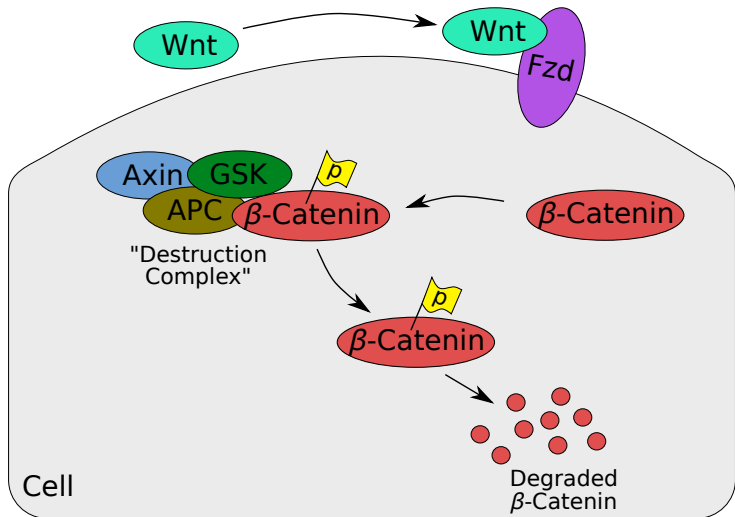 Wnt
Wnt
Fzd
Axin
GSK
p
APC
β-Catenin
β-Catenin
"Destruction
Complex"
p
β-Catenin
Degraded
β-Catenin
Cell